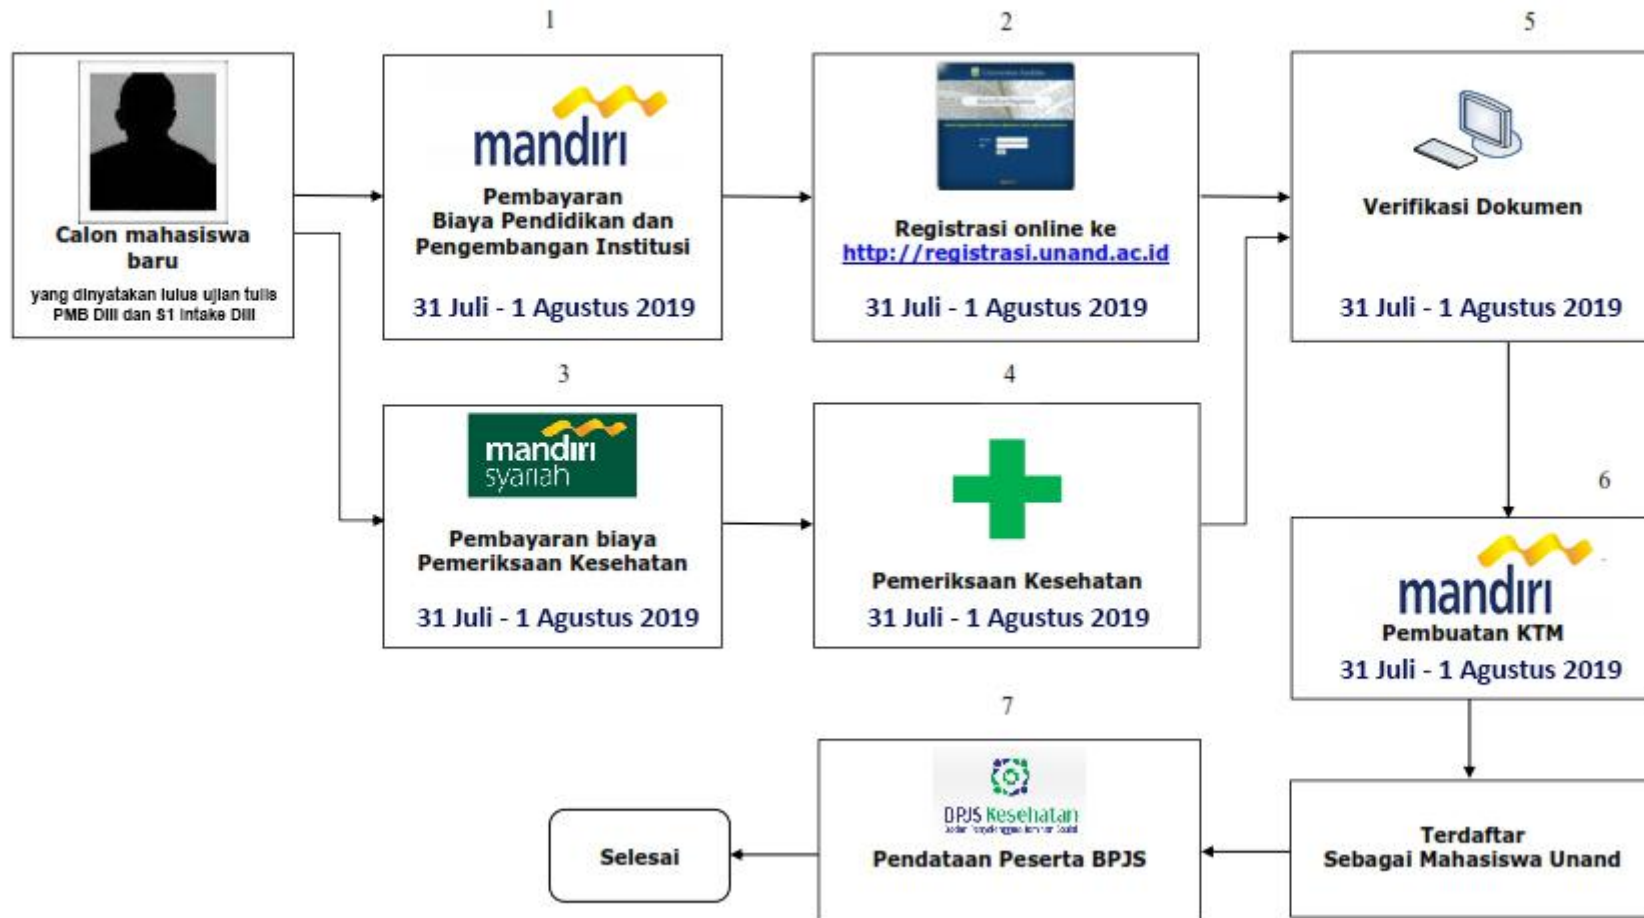 1
2
5
Calon mahasiswa
baru
yang dinyatakan lulus ujian tulis
PMB DIII dan S1 Intake DIII
mandiri
Pembayaran
Biaya Pendidikan dan
Pengembangan Institusi
31 Juli - 1 Agustus 2019
Registrasi online ke
http://registrasi.unand.ac.id
31 Juli - 1 Agustus 2019
Verifikasi Dokumen
31 Juli - 1 Agustus 2019
3
4
mandiri
syariah
Pembayaran biaya
Pemeriksaan Kesehatan
31 Juli - 1 Agustus 2019
Pemeriksaan Kesehatan
31 Juli - 1 Agustus 2019
6
mandiri
Pembuatan KTM
31 Juli - 1 Agustus 2019
7
BPJS Kesehatan
Pendataan Peserta BPJS
Selesai
Terdaftar
Sebagai Mahasiswa Unand